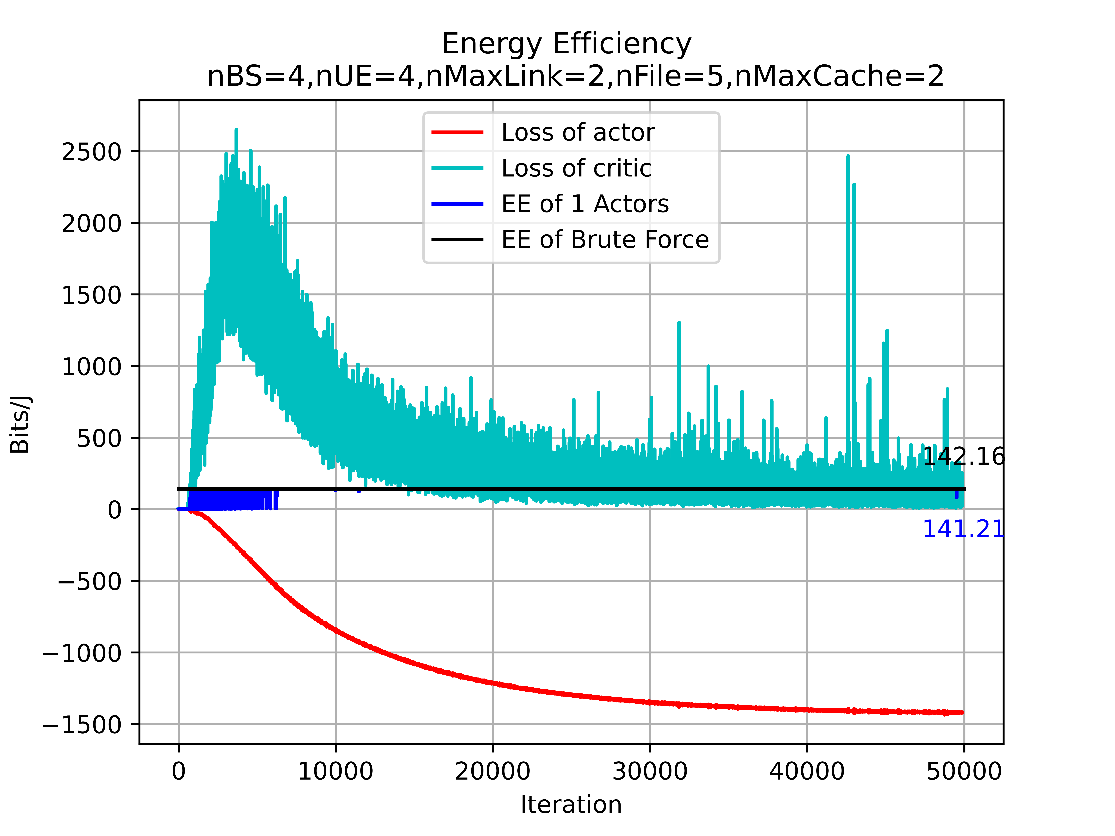 Energy Efficiency
nBS=4,nUE=4,nMaxLink=2,nFile=5,nMaxCache=2
Loss of actor
Loss of critic
EE of 1 Actors
EE of Brute Force
2500
2000
1500
1000
500
0
−500
−1000
−1500
Bits/J
142.16
141.21
0
10000
20000
30000
40000
50000
Iteration